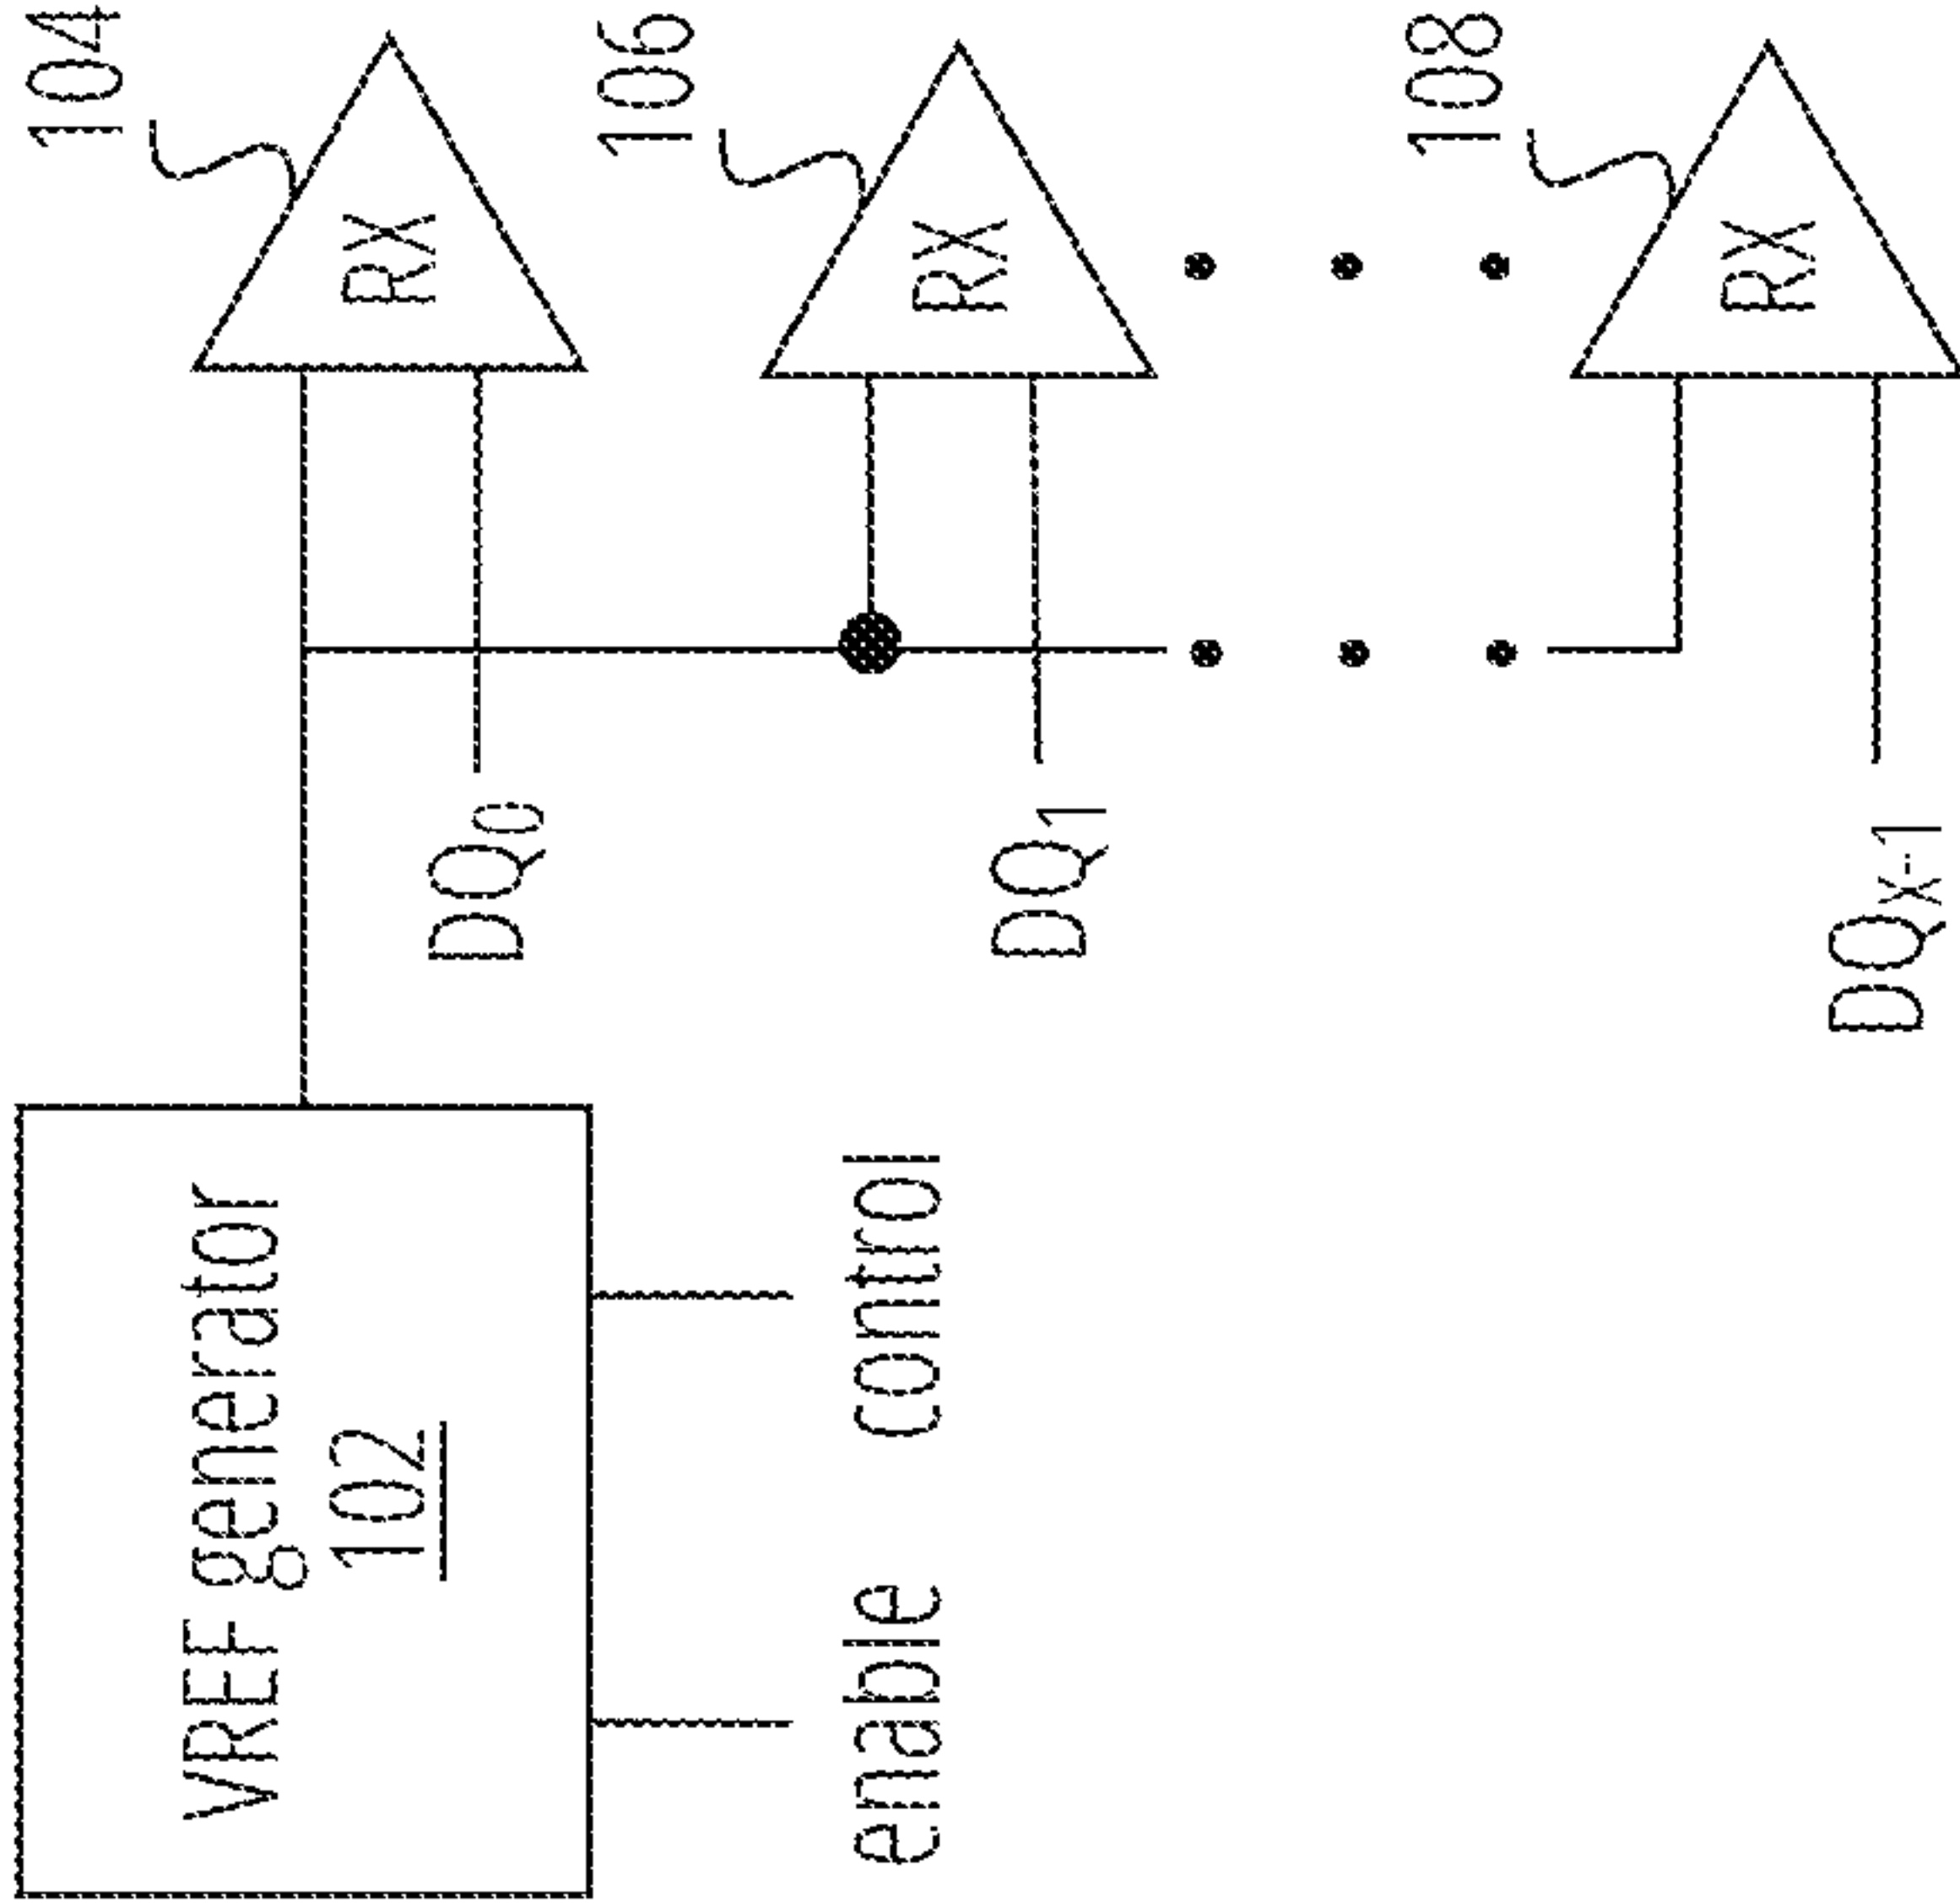 VREF generator
102
enable
control
104
RX
DQ0
106
RX
DQ1
108
RX
DQX-1